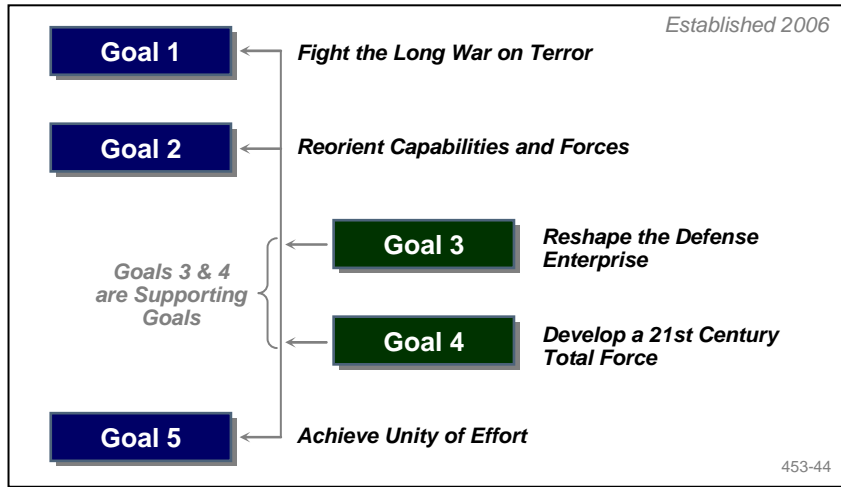 Established 2006
Goal 1
Fight the Long War on Terror
Goal 2
Reorient Capabilities and Forces
Goal 3
Reshape the Defense
Enterprise
Goals 3 & 4
are Supporting
Goals
Goal 4
Develop a 21st Century
Total Force
Goal 5
Achieve Unity of Effort
453-44